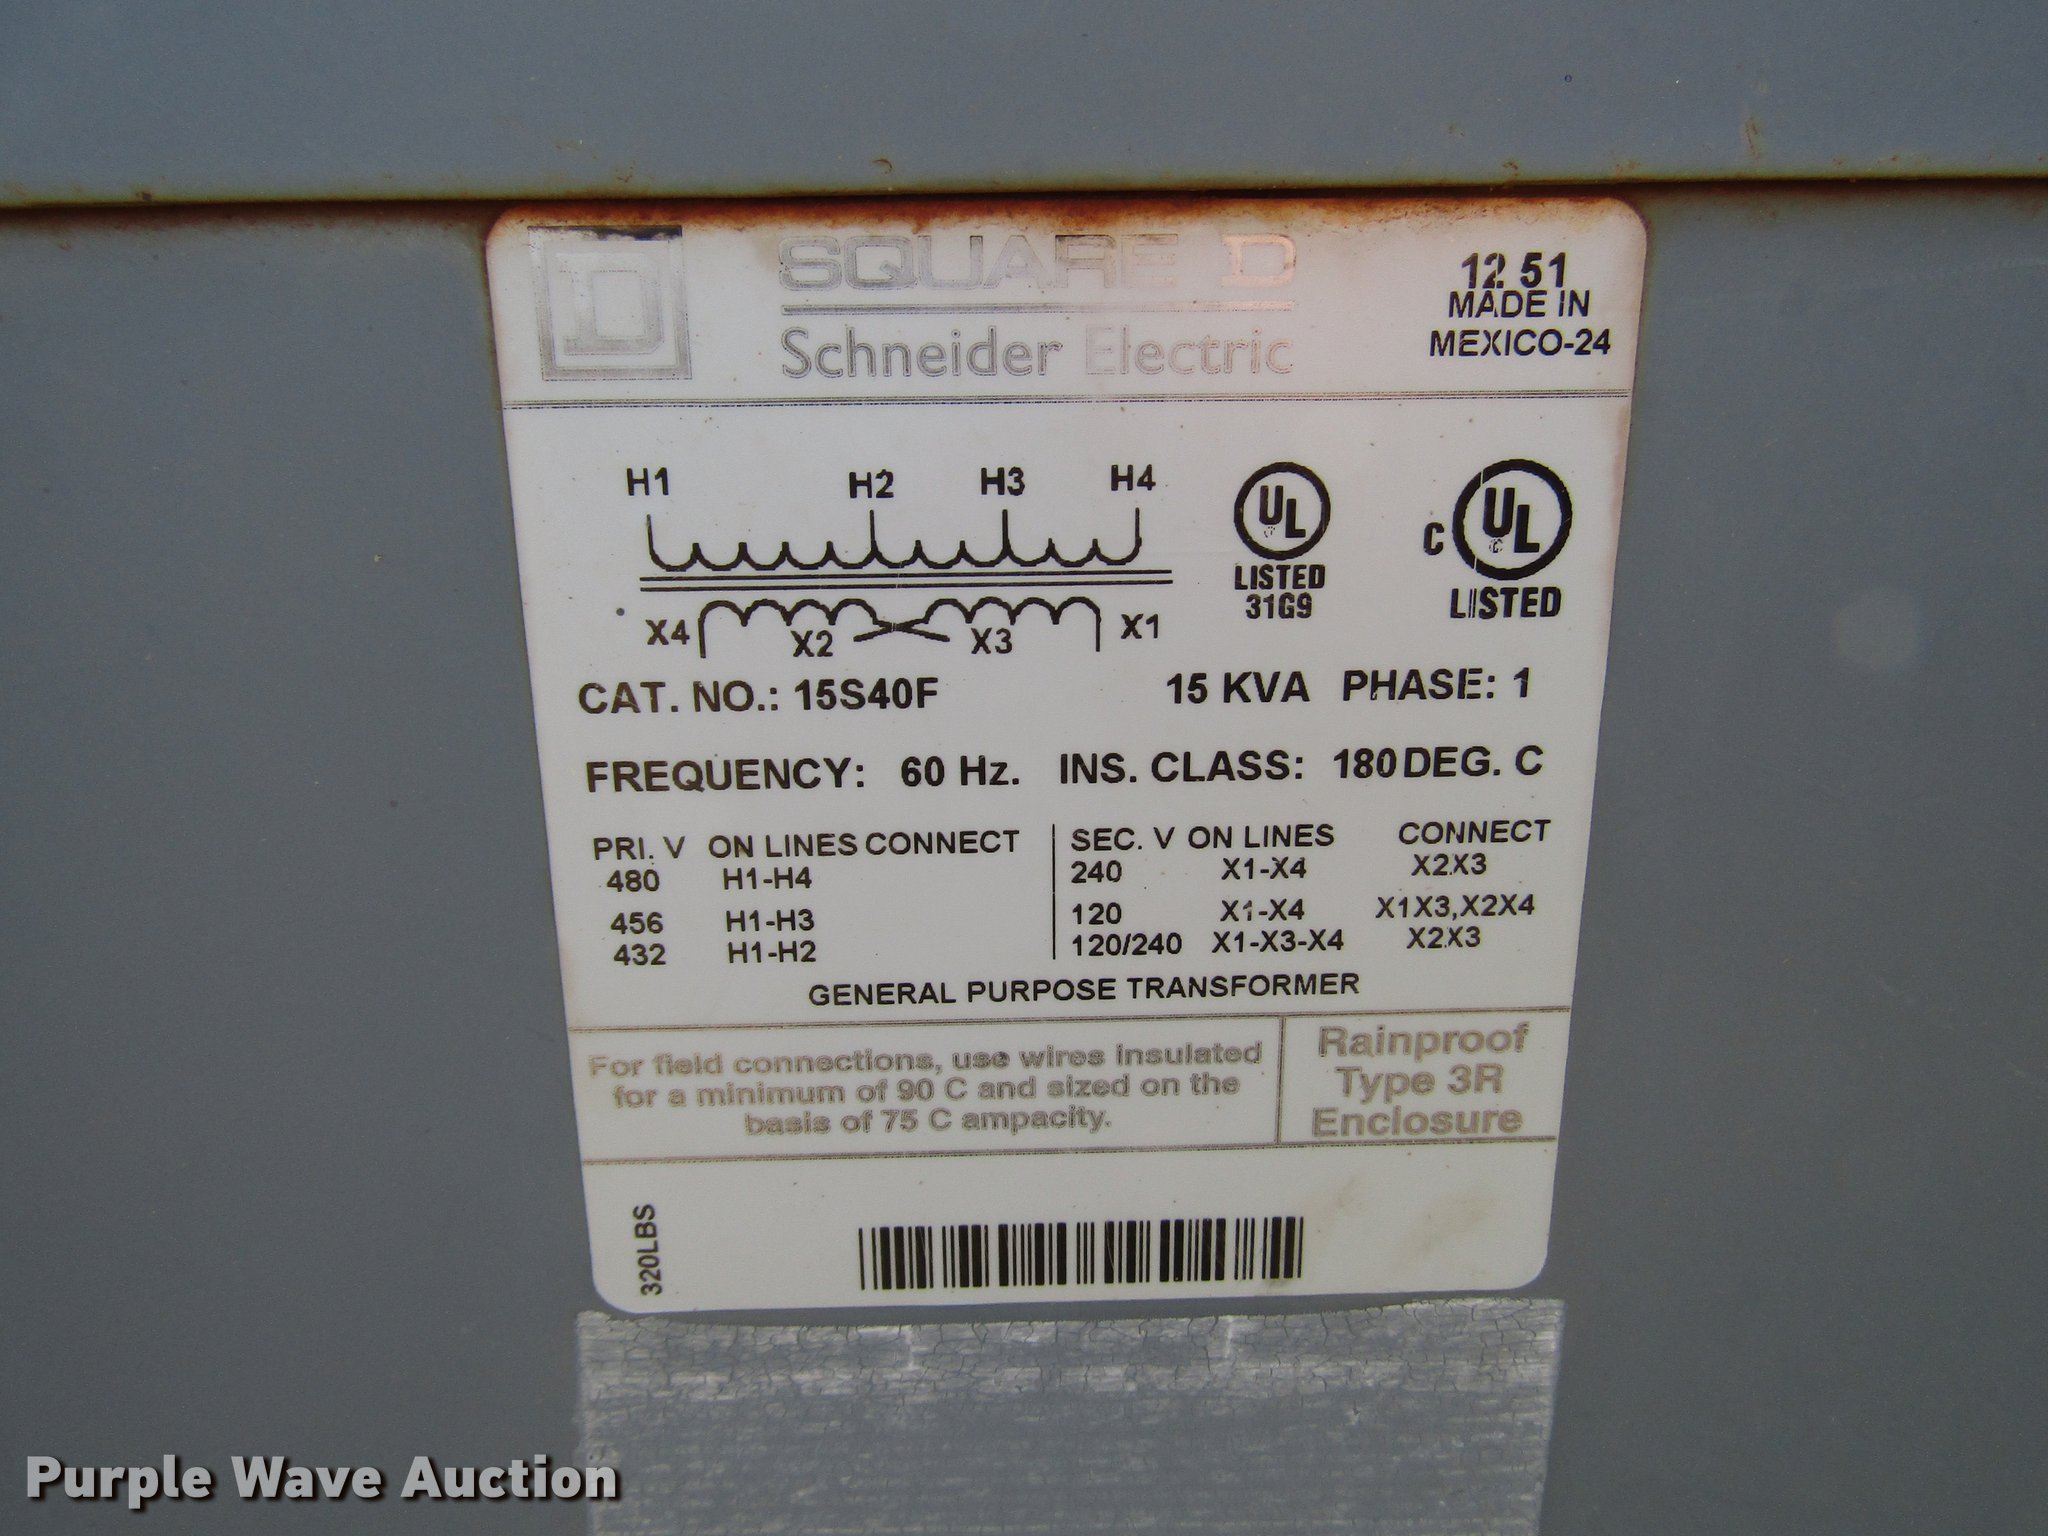 D
SQUARE D
Schneider Electric
12 51
MADE IN
MEXICO-24
H1 H2 H3 H4
X4 X2 X3 X1
UL
LISTED
31G9
C UL
LISTED
CAT. NO.: 15S40F 15 KVA PHASE: 1
FREQUENCY: 60 Hz. INS. CLASS: 180 DEG. C
PRI. V ON LINES CONNECT
480 H1-H4
456 H1-H3
432 H1-H2
SEC. V ON LINES CONNECT
240 X1-X4 X2X3
120 X1-X4 X1X3,X2X4
120/240 X1-X3-X4 X2X3
GENERAL PURPOSE TRANSFORMER
For field connections, use wires insulated
for a minimum of 90 C and sized on the
basis of 75 C ampacity.
Rainproof
Type 3R
Enclosure
320LBS
Purple Wave Auction